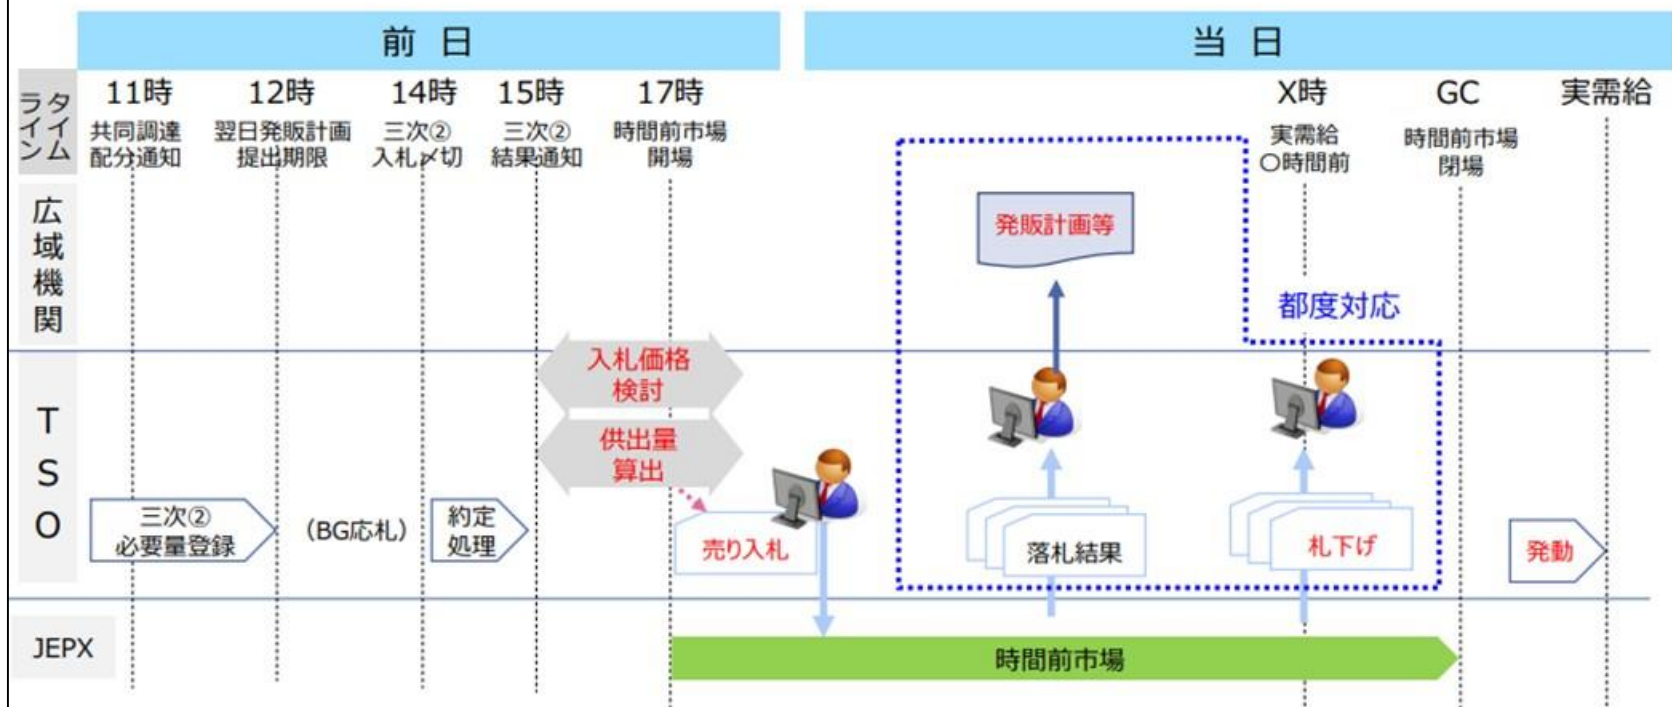 前 日
当 日
タイム
ライン
11時
共同調達
配分通知
12時
翌日発販計画
提出期限
14時
三次②
入札〆切
15時
三次②
結果通知
17時
時間前市場
開場
X時
実需給
〇時間前
GC
時間前市場
閉場
実需給
広域機関
発販計画等
都度対応
TSO
入札価格
検討
供出量
算出
三次②
必要量登録
(BG応札)
約定
処理
売り入札
落札結果
札下げ
発動
JEPX
時間前市場